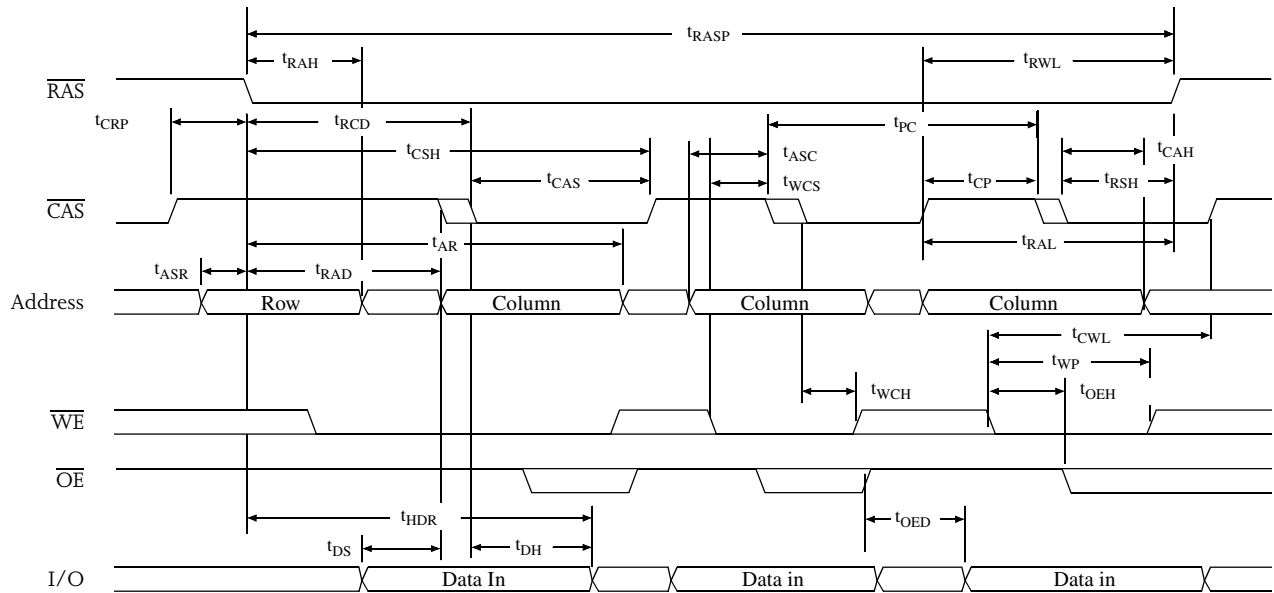 tRASP
tRAH
tRWL
RAS
tCRP
tRCD
tPC
tCSH
tASC
tCAH
tCAS
tWCS
tCP
tRSH
CAS
tAR
tRAL
tASR
tRAD
Address
Row
Column
Column
Column
tCWL
tWP
tWCH
tOEH
WE
OE
tHDR
tOED
tDS
tDH
I/O
Data In
Data in
Data in